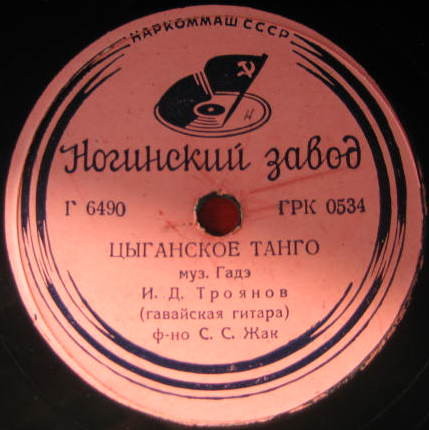 НАРКОММАШ СССР
Н
Ногинский завод
Г 6490 ГРК 0534
ЦЫГАНСКОЕ ТАНГО
муз. Гадэ
И. Д. Троянов
(гавайская гитара)
ф-но С. С. Жак